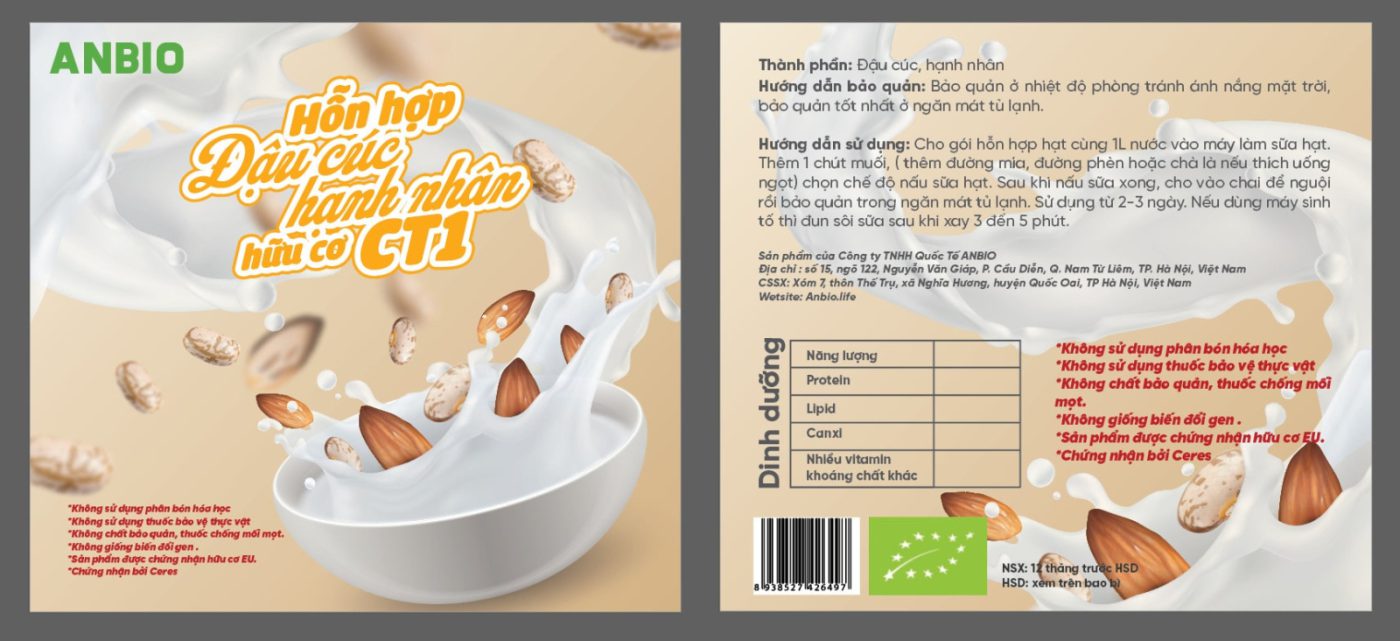 ANBIO
Hỗn hợp
Đậu cúc
hạnh nhân
hữu cơ CT1
*Không sử dụng phân bón hóa học
*Không sử dụng thuốc bảo vệ thực vật
*Không chất bảo quản, thuốc chống mối mọt.
*Không giống biến đổi gen .
*Sản phẩm được chứng nhận hữu cơ EU.
*Chứng nhận bởi Ceres
Thành phần: Đậu cúc, hạnh nhân
Hướng dẫn bảo quản: Bảo quản ở nhiệt độ phòng tránh ánh nắng mặt trời,
bảo quản tốt nhất ở ngăn mát tủ lạnh.
Hướng dẫn sử dụng: Cho gói hỗn hợp hạt cùng 1L nước vào máy làm sữa hạt.
Thêm 1 chút muối, ( thêm đường mía, đường phèn hoặc chà là nếu thích uống
ngọt) chọn chế độ nấu sữa hạt. Sau khi nấu sữa xong, cho vào chai để nguội
rồi bảo quản trong ngăn mát tủ lạnh. Sử dụng từ 2-3 ngày. Nếu dùng máy sinh
tố thì đun sôi sữa sau khi xay 3 đến 5 phút.
Sản phẩm của Công ty TNHH Quốc Tế ANBIO
Địa chỉ : số 15, ngõ 122, Nguyễn Văn Giáp, P. Cầu Diễn, Q. Nam Từ Liêm, TP. Hà Nội, Việt Nam
CSSX: Xóm 7, thôn Thế Trụ, xã Nghĩa Hương, huyện Quốc Oai, TP Hà Nội, Việt Nam
Wetsite: Anbio.life
Dinh dưỡng
Năng lượng
Protein
Lipid
Canxi
Nhiều vitamin
khoáng chất khác
*Không sử dụng phân bón hóa học
*Không sử dụng thuốc bảo vệ thực vật
*Không chất bảo quản, thuốc chống mối
mọt.
*Không giống biến đổi gen .
*Sản phẩm được chứng nhận hữu cơ EU.
*Chứng nhận bởi Ceres
8 938527 426497
NSX: 12 tháng trước HSD
HSD: xem trên bao bì